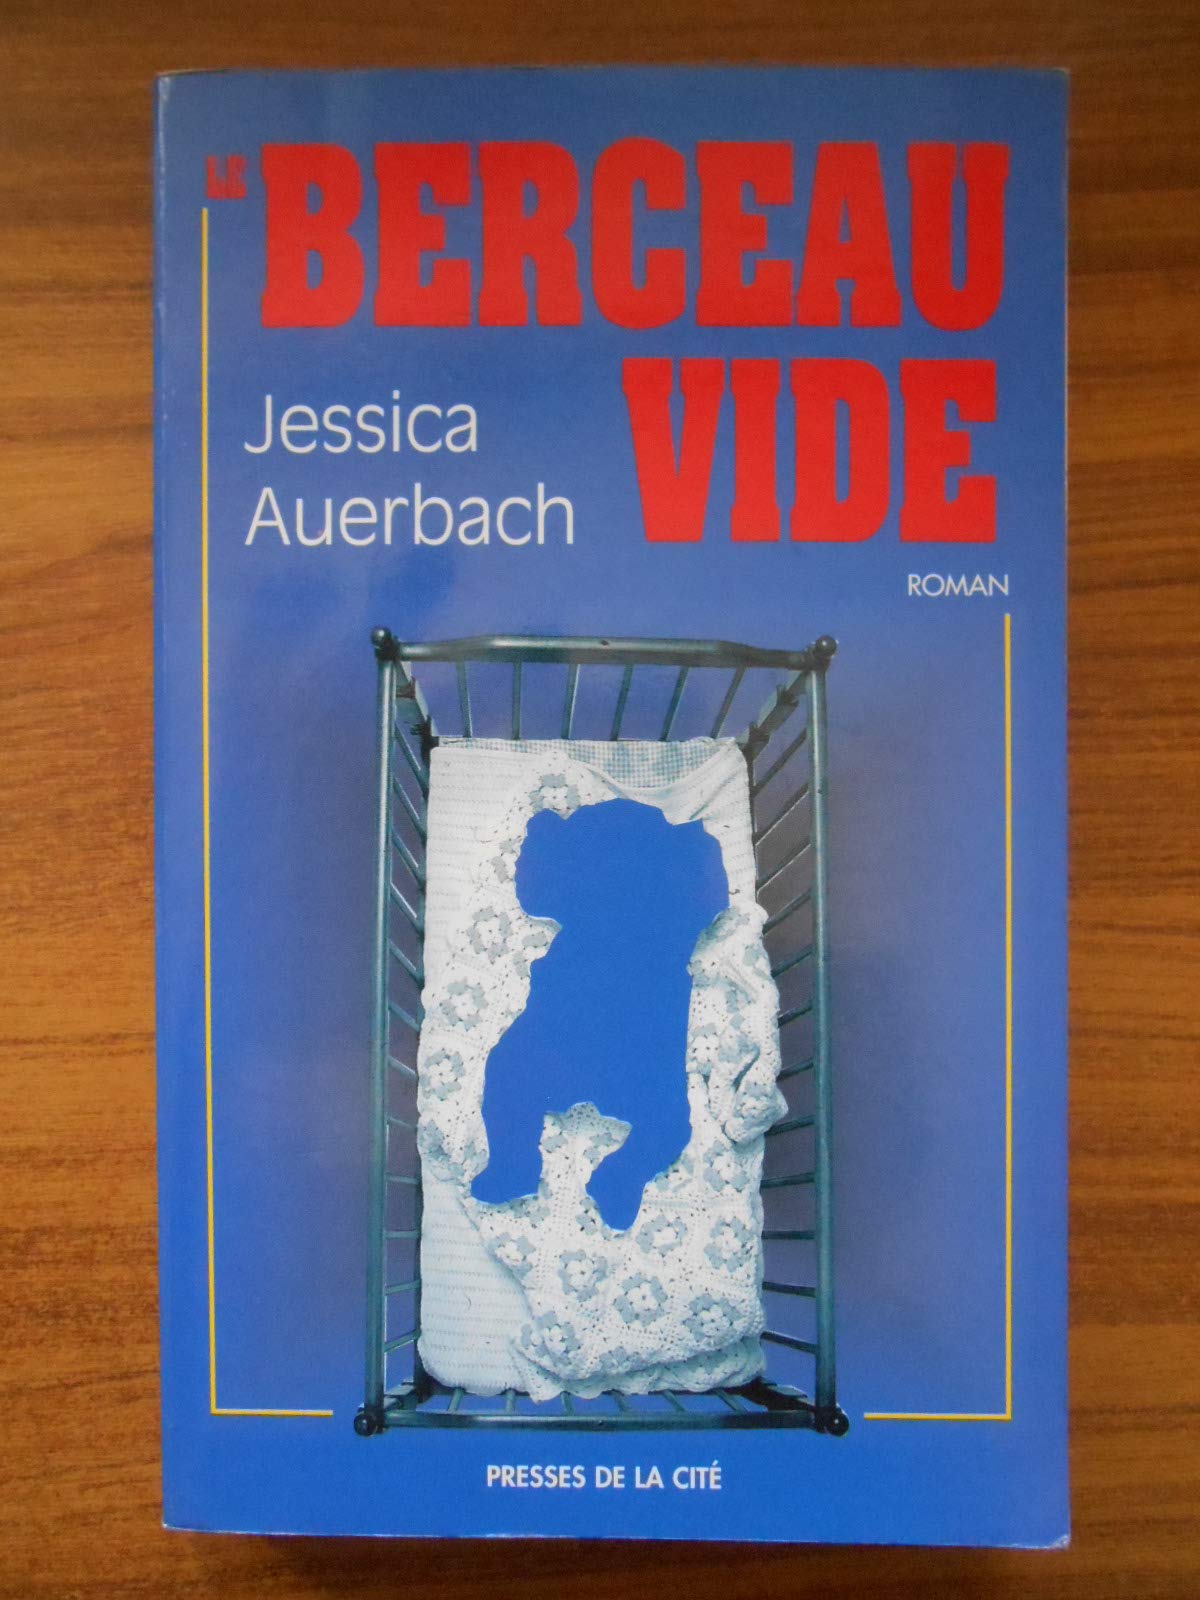 LE BERCEAU
VIDE
Jessica
Auerbach
ROMAN
PRESSES DE LA CITÉ